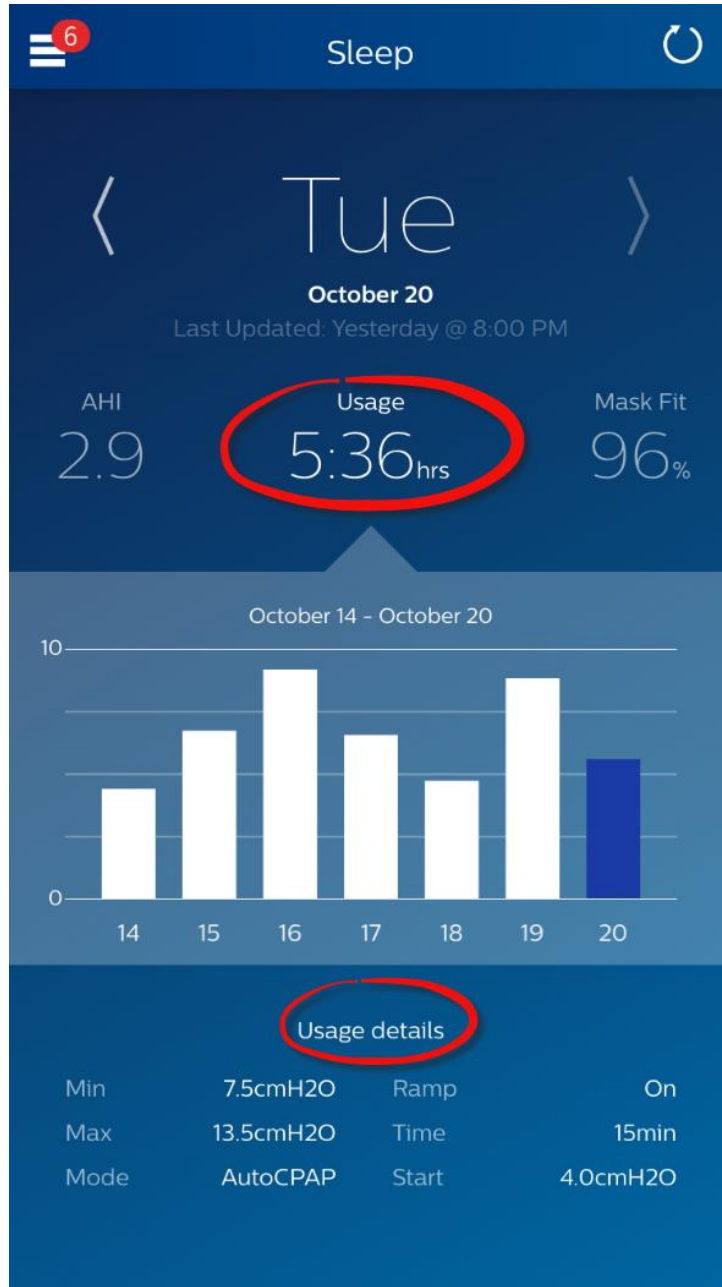 6
Sleep
Tue
October 20
Last Updated: Yesterday @ 8:00 PM
AHI Usage Mask Fit
2.9 5:36hrs 96%
October 14 - October 20
10
0
14 15 16 17 18 19 20
Usage details
Min 7.5cmH2O Ramp On
Max 13.5cmH2O Time 15min
Mode AutoCPAP Start 4.0cmH2O